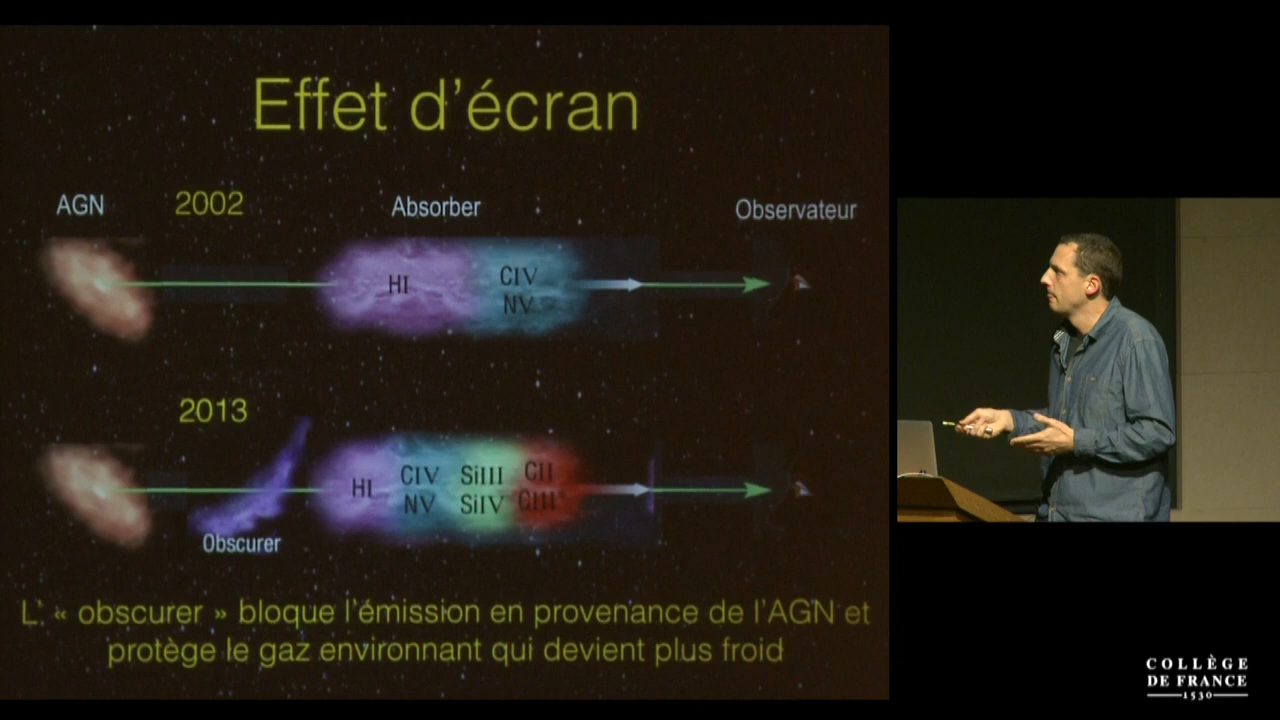 Effet d'écran
AGN
2002
Absorber
Observateur
HI
CIV
NV
2013
HI
CIV
NV
SiIII
SiIV
CII
CIII*
Obscurer
L' « obscurer » bloque l'émission en provenance de l'AGN et
protège le gaz environnant qui devient plus froid
COLLÈGE
DE FRANCE
1530